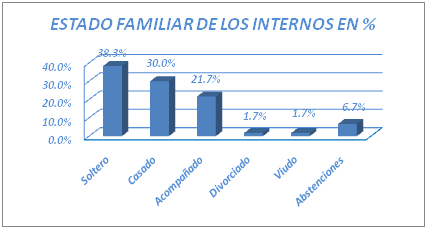 ESTADO FAMILIAR DE LOS INTERNOS EN %
38.3%
30.0%
21.7%
1.7%
1.7%
6.7%
40.0%
30.0%
20.0%
10.0%
0.0%
Soltero
Casado
Acompañado
Divorciado
Viudo
Abstenciones